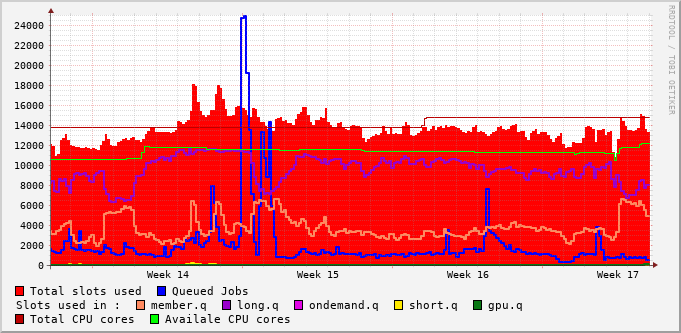 24000
22000
20000
18000
16000
14000
12000
10000
8000
6000
4000
2000
0
Week 14 Week 15 Week 16 Week 17
RRDTOOL / TOBI OETIKER
Total slots used Queued Jobs
Slots used in : member.q long.q ondemand.q short.q gpu.q
Total CPU cores Availale CPU cores